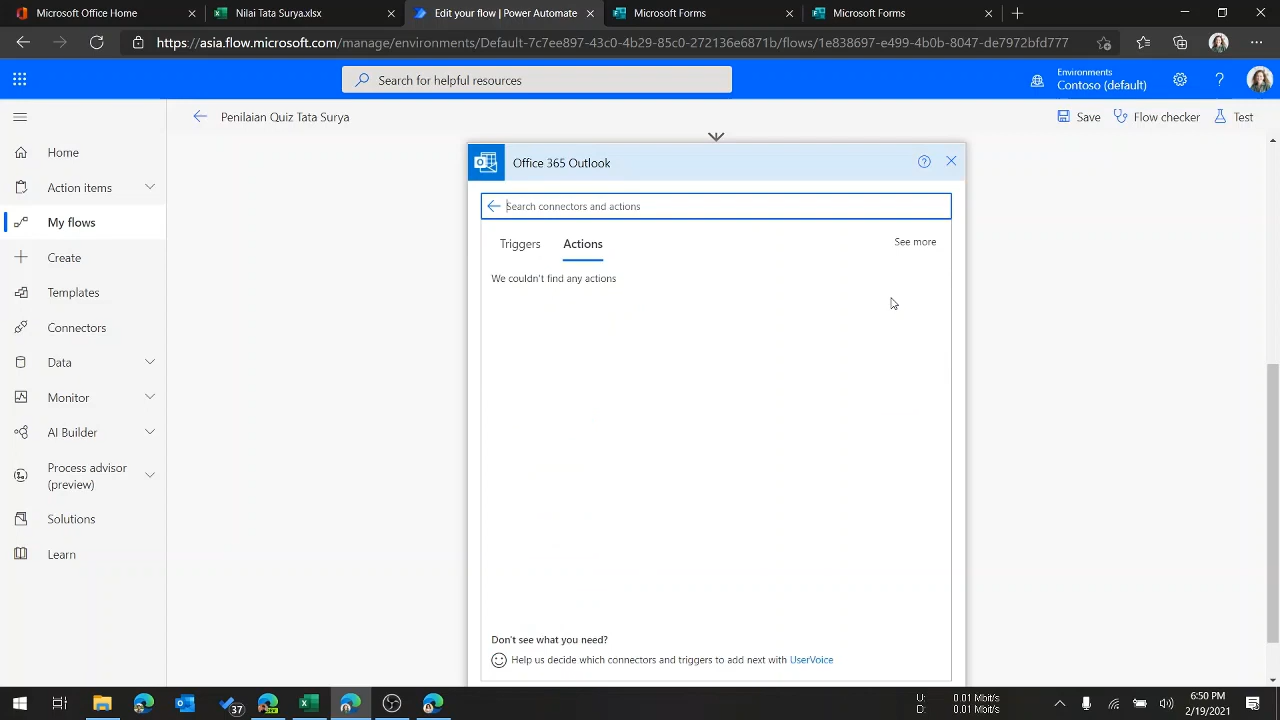 Microsoft Office Home
Nilai Tata Surya.xlsx
Edit your flow | Power Automate
Microsoft Forms
Microsoft Forms
https://asia.flow.microsoft.com/manage/environments/Default-7c7ee897-43c0-4b29-85c0-272136e6871b/flows/1e838697-e499-4b0b-8047-de7972bfd777
Search for helpful resources
Environments
Contoso (default)
Penilaian Quiz Tata Surya
Save
Flow checker
Test
Home
Action items
My flows
Create
Templates
Connectors
Data
Monitor
AI Builder
Process advisor
(preview)
Solutions
Learn
Office 365 Outlook
Search connectors and actions
Triggers
Actions
See more
We couldn't find any actions
Don't see what you need?
Help us decide which connectors and triggers to add next with UserVoice
37
U: 0.01 Mbit/s
D: 0.01 Mbit/s
6:50 PM
2/19/2021